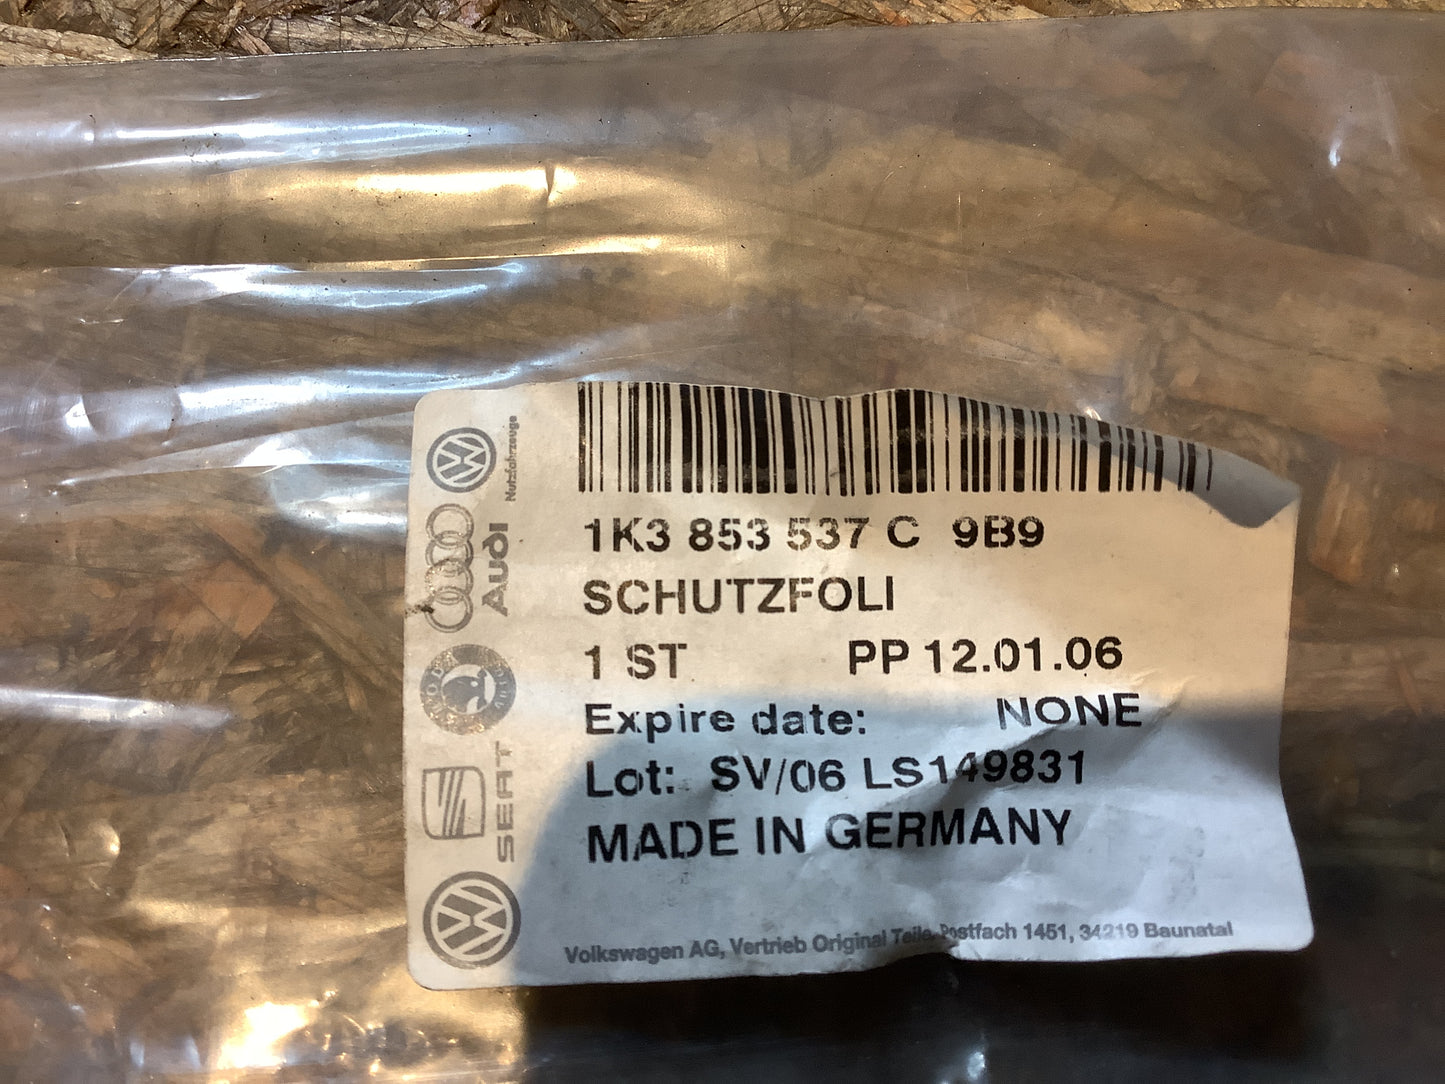 1K3 853 537 C 9B9
SCHUTZFOLI
1 ST PP 12.01.06
Expire date: NONE
Lot: SV/06 LS149831
MADE IN GERMANY
Volkswagen AG, Vertrieb Original Teile, Postfach 1451, 34219 Baunatal
Nutzfahrzeuge
Audi
SEAT